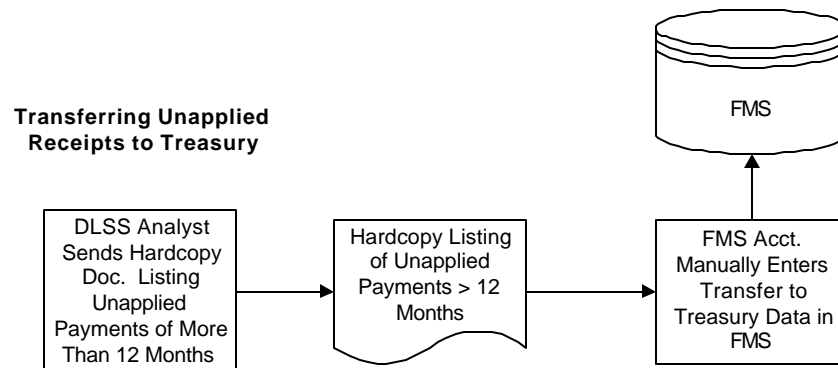 FMS
Transferring Unapplied
Receipts to Treasury
DLSS Analyst
Sends Hardcopy
Doc. Listing
Unapplied
Payments of More
Than 12 Months
Hardcopy Listing
of Unapplied
Payments > 12
Months
FMS Acct.
Manually Enters
Transfer to
Treasury Data in
FMS